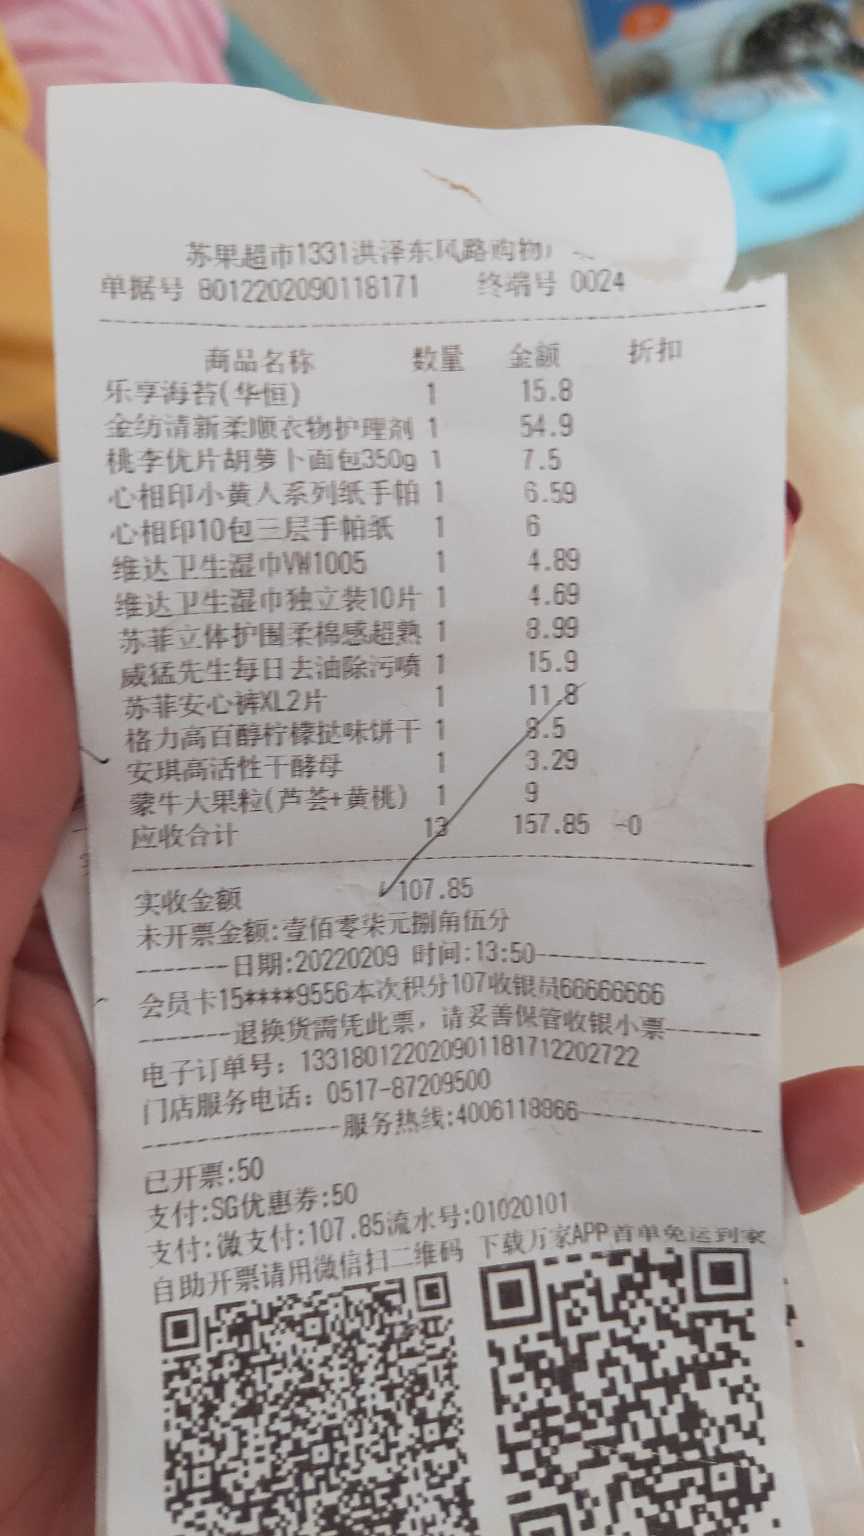 苏果超市1331洪泽东风路购物广
单据号 8012202090118171 终端号 0024
商品名称 数量 金额 折扣
乐享海苔(华恒) 1 15.8
金纺清新柔顺衣物护理剂 1 54.9
桃李优片胡萝卜面包350g 1 7.5
心相印小黄人系列纸手帕 1 6.59
心相印10包三层手帕纸 1 6
维达卫生湿巾VW1005 1 4.89
维达卫生湿巾独立装10片 1 4.69
苏菲立体护围柔棉感超熟 1 8.99
威猛先生每日去油除污喷 1 15.9
苏菲安心裤XL2片 1 11.8
格力高百醇柠檬挞味饼干 1 8.5
安琪高活性干酵母 1 3.29
蒙牛大果粒(芦荟+黄桃) 1 9
应收合计 13 157.85 -0
实收金额 107.85
未开票金额:壹佰零柒元捌角伍分
-------日期:20220209 时间:13:50-------------
会员卡15****9556本次积分107收银员66666666
-------退换货需凭此票，请妥善保管收银小票-------
电子订单号：133180122020901181712202722
门店服务电话：0517-87209500
---------------服务热线:4006118966--------------
已开票:50
支付:SG优惠券:50
支付:微支付:107.85流水号:01020101
自助开票请用微信扫二维码 下载万家APP首单免运到家